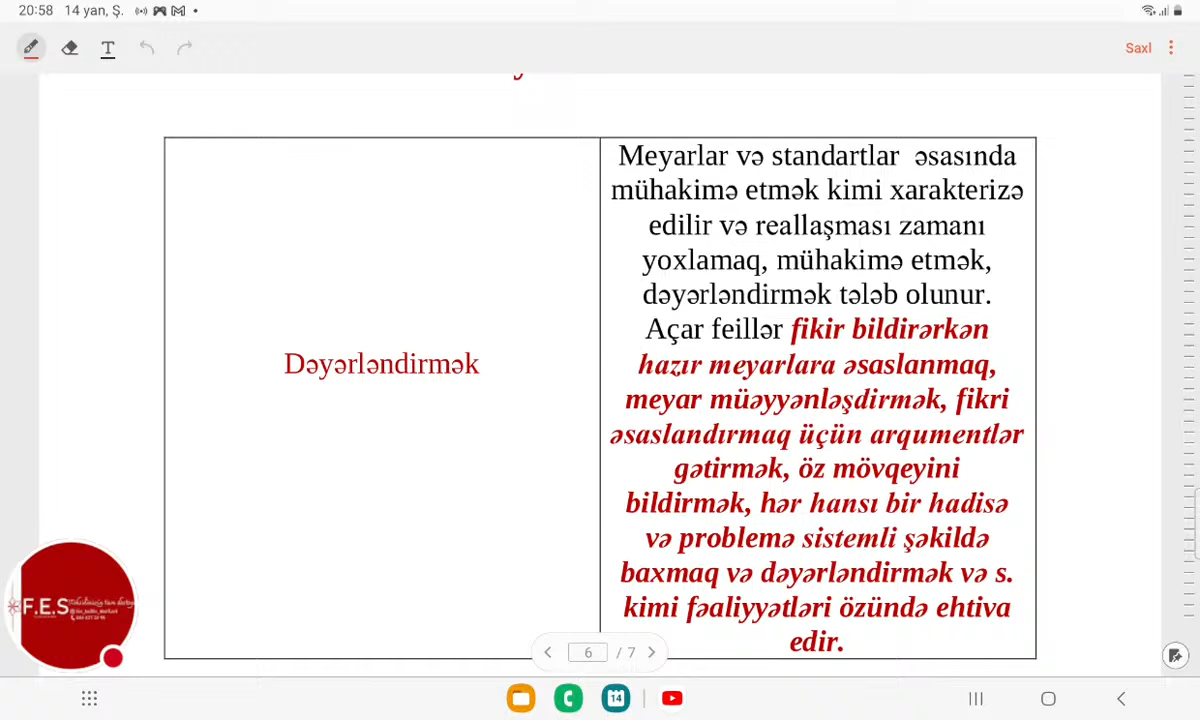 20:58 14 yan, Ş.
Saxl
Dəyərləndirmək
Meyarlar və standartlar əsasında
mühakimə etmək kimi xarakterizə
edilir və reallaşması zamanı
yoxlamaq, mühakimə etmək,
dəyərləndirmək tələb olunur.
Açar feillər fikir bildirərkən
hazır meyarlara əsaslanmaq,
meyar müəyyənləşdirmək, fikri
əsaslandırmaq üçün arqumentlər
gətirmək, öz mövqeyini
bildirmək, hər hansı bir hadisə
və problemə sistemli şəkildə
baxmaq və dəyərləndirmək və s.
kimi fəaliyyətləri özündə ehtiva
edir.
F.E.S
6 / 7
14